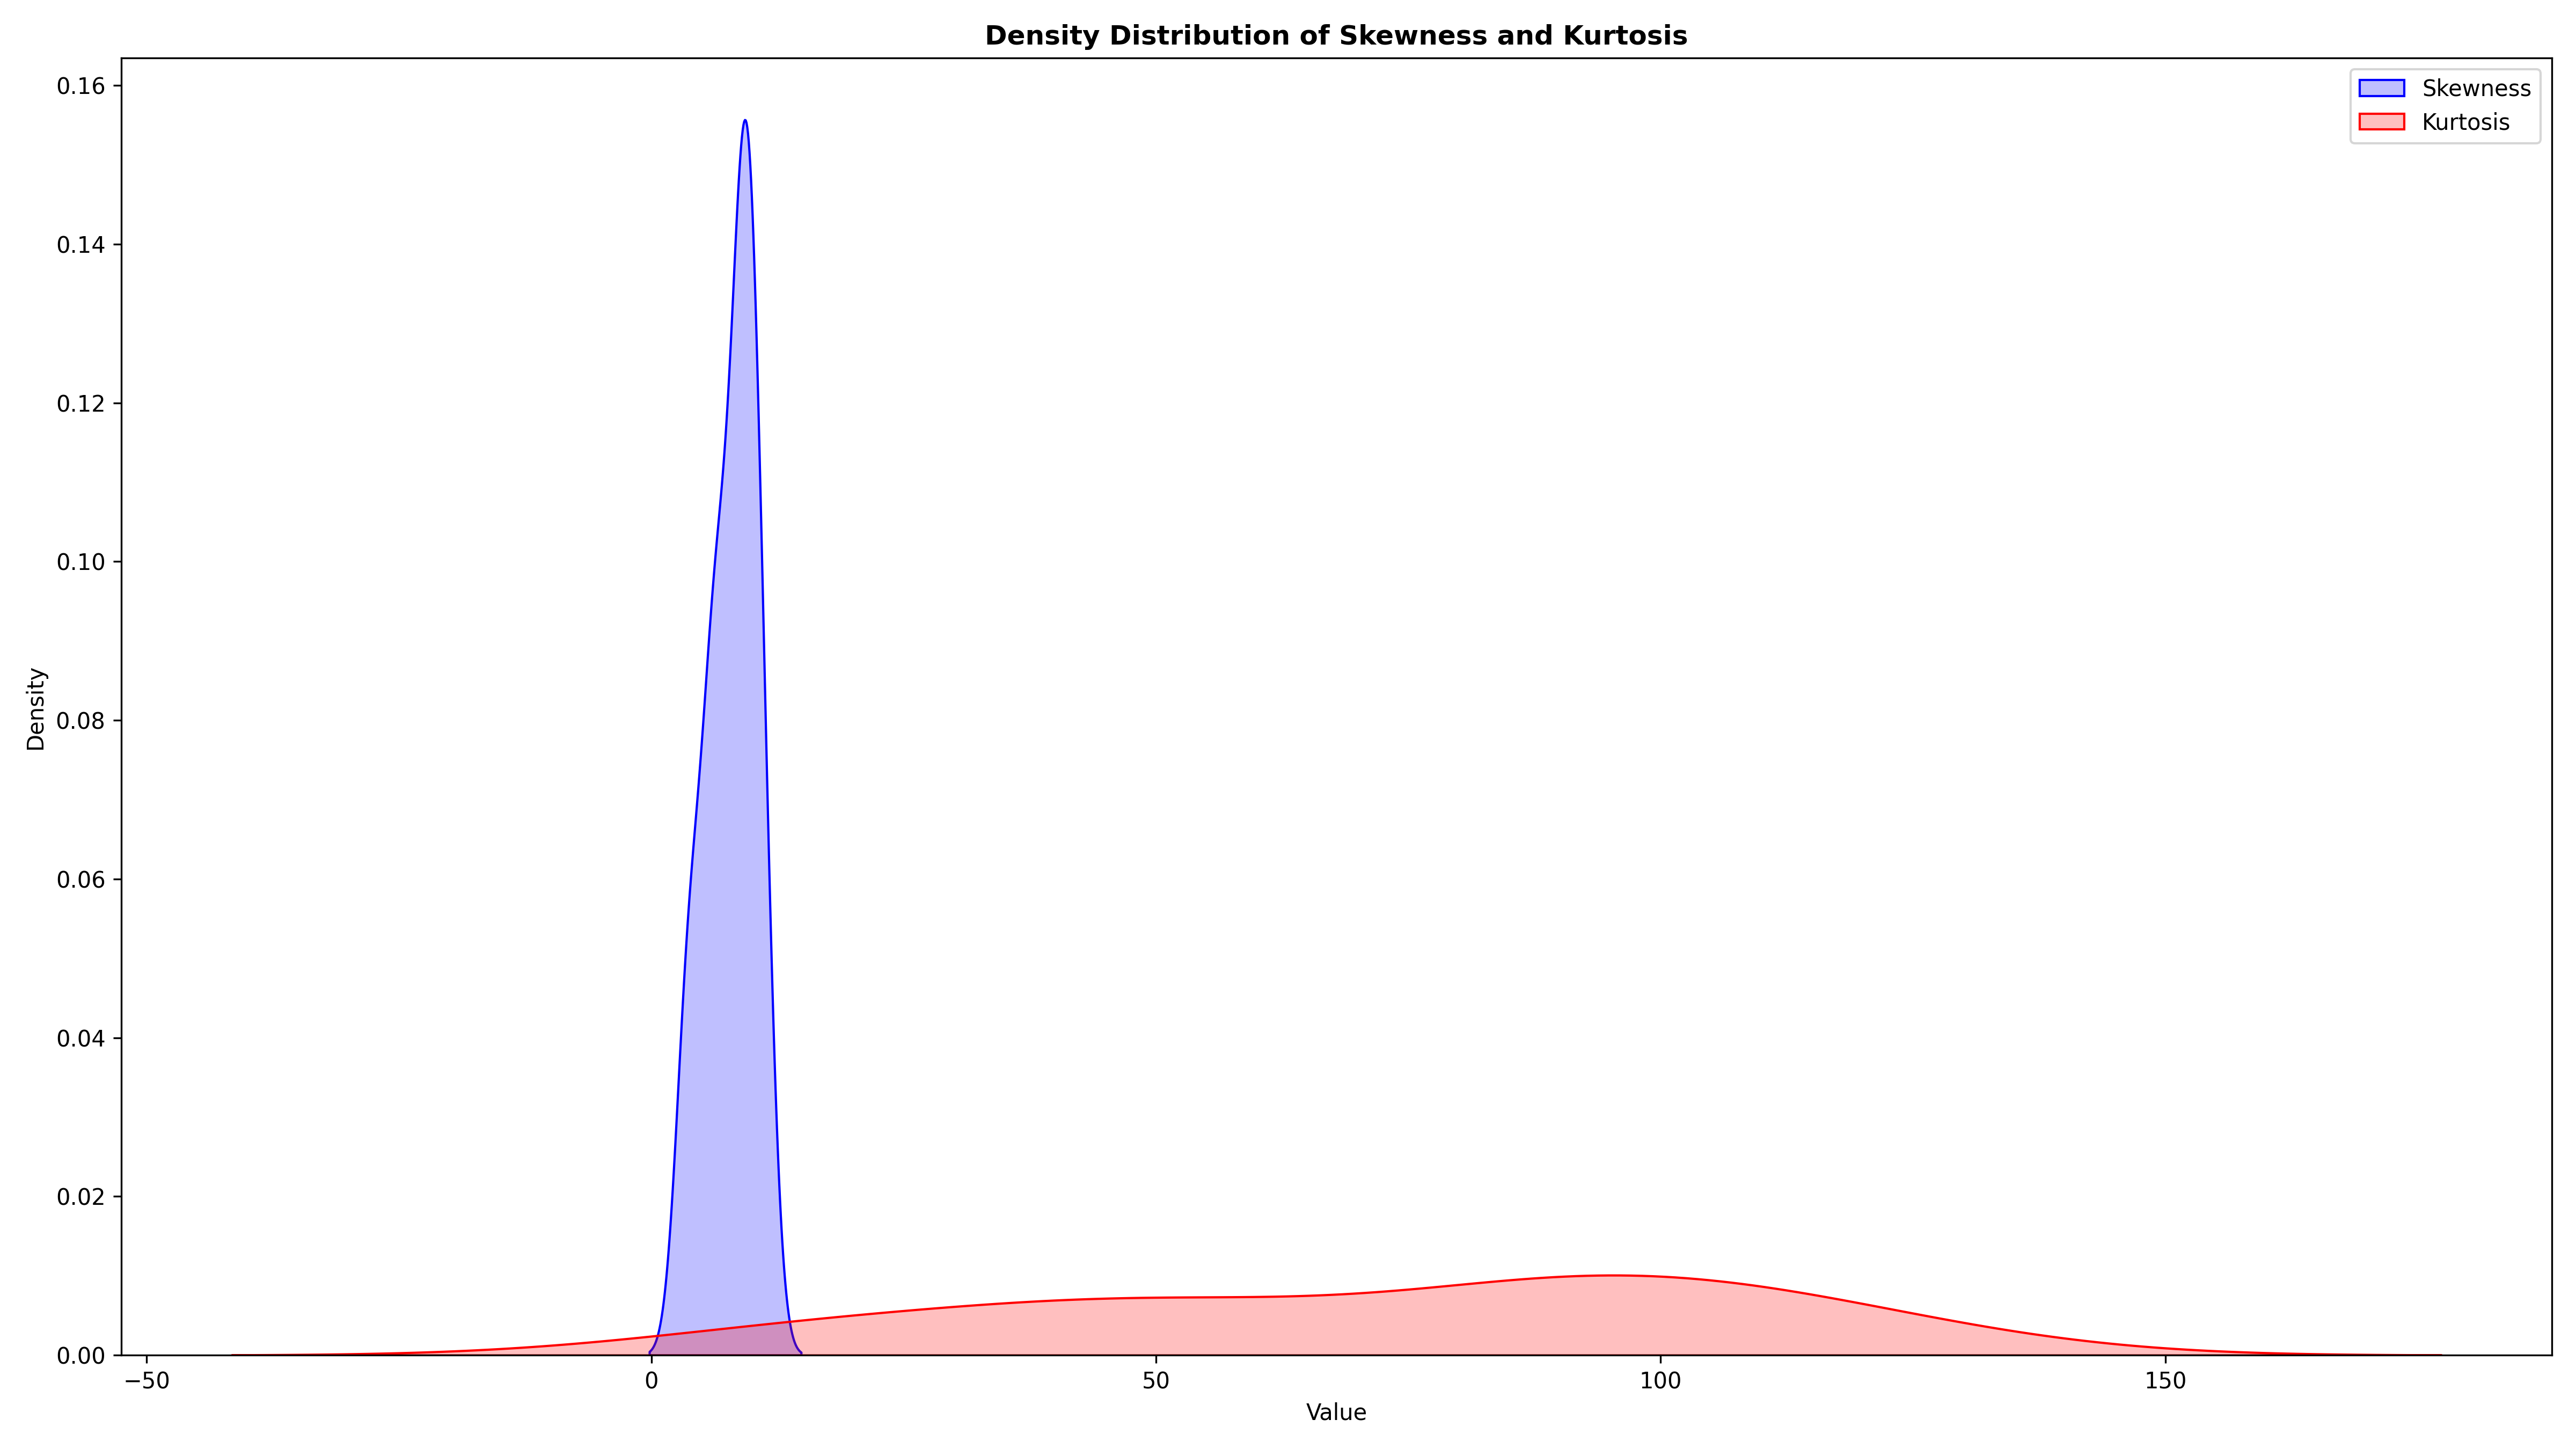 Density Distribution of Skewness and Kurtosis
Skewness
Kurtosis
Density
0.16
0.14
0.12
0.10
0.08
0.06
0.04
0.02
0.00
−50
0
50
100
150
Value